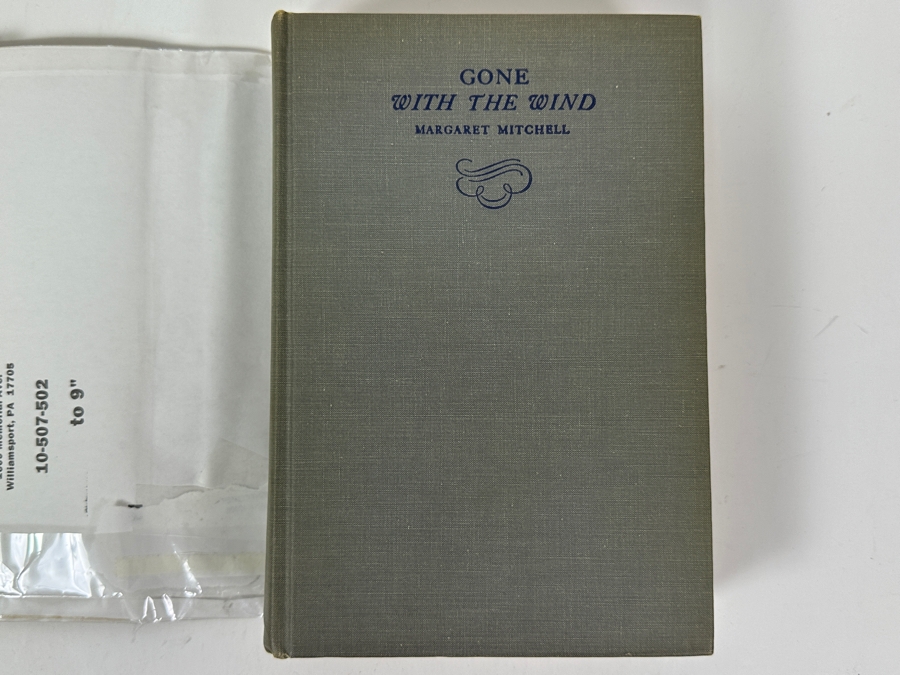 GONE
WITH THE WIND
MARGARET MITCHELL
Williamsport, PA 17705
10-507-502
to 9"